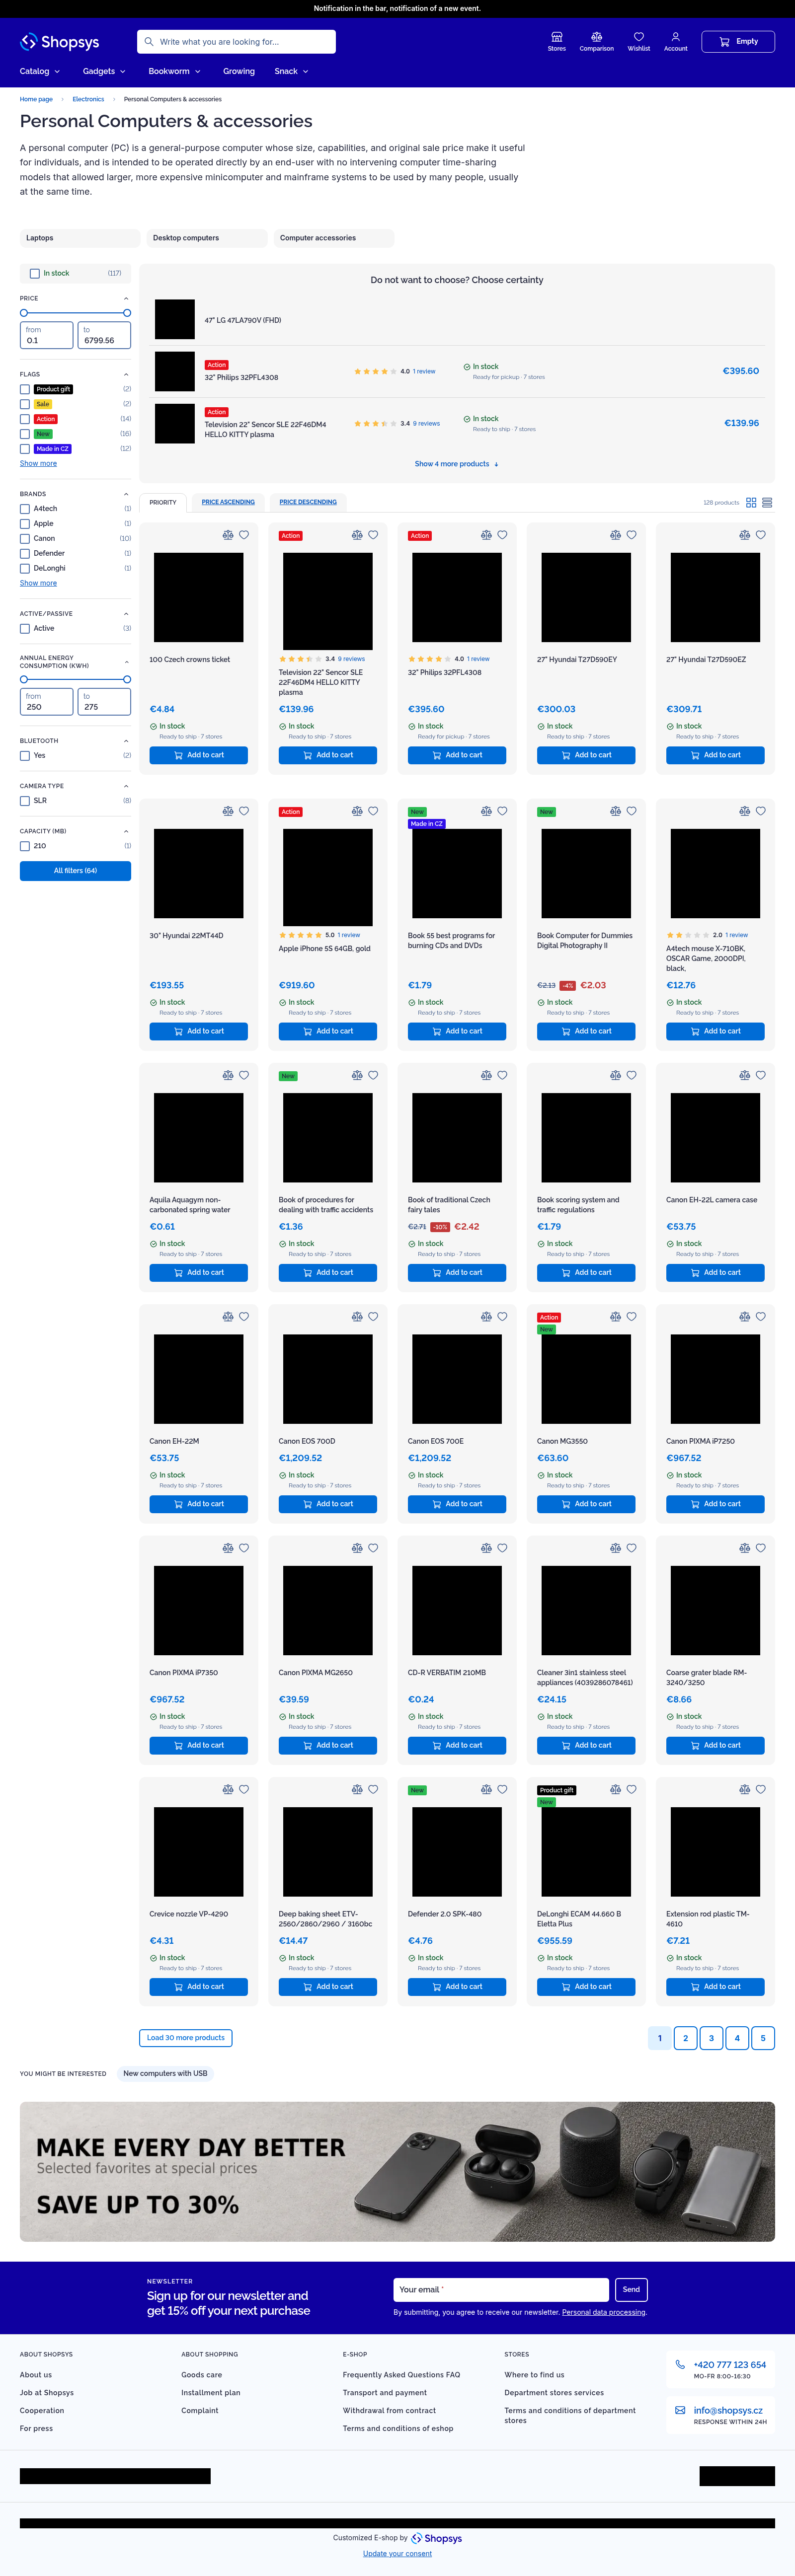 Notification in the bar, notification of a new event.
Shopsys
Write what you are looking for...
Stores
Comparison
Wishlist
Account
Empty
Catalog
Gadgets
Bookworm
Growing
Snack
Home page
Electronics
Personal Computers & accessories
Personal Computers & accessories
A personal computer (PC) is a general-purpose computer whose size, capabilities, and original sale price make it useful
for individuals, and is intended to be operated directly by an end-user with no intervening computer time-sharing
models that allowed larger, more expensive minicomputer and mainframe systems to be used by many people, usually
at the same time.
Laptops
Desktop computers
Computer accessories
In stock (117)
PRICE
from
0.1
to
6799.56
FLAGS
Product gift (2)
Sale (2)
Action (14)
New (16)
Made in CZ (12)
Show more
BRANDS
A4tech (1)
Apple (1)
Canon (10)
Defender (1)
DeLonghi (1)
Show more
ACTIVE/PASSIVE
Active (3)
ANNUAL ENERGY
CONSUMPTION (KWH)
from
250
to
275
BLUETOOTH
Yes (2)
CAMERA TYPE
SLR (8)
CAPACITY (MB)
210 (1)
All filters (64)
Do not want to choose? Choose certainty
47" LG 47LA790V (FHD)
Action
32" Philips 32PFL4308
4.0 1 review
In stock
Ready for pickup · 7 stores
€395.60
Action
Television 22" Sencor SLE 22F46DM4
HELLO KITTY plasma
3.4 9 reviews
In stock
Ready to ship · 7 stores
€139.96
Show 4 more products
PRIORITY
PRICE ASCENDING
PRICE DESCENDING
128 products
100 Czech crowns ticket
€4.84
In stock
Ready to ship · 7 stores
Add to cart
Action
3.4 9 reviews
Television 22" Sencor SLE
22F46DM4 HELLO KITTY
plasma
€139.96
In stock
Ready to ship · 7 stores
Add to cart
Action
4.0 1 review
32" Philips 32PFL4308
€395.60
In stock
Ready for pickup · 7 stores
Add to cart
27" Hyundai T27D590EY
€300.03
In stock
Ready to ship · 7 stores
Add to cart
27" Hyundai T27D590EZ
€309.71
In stock
Ready to ship · 7 stores
Add to cart
30" Hyundai 22MT44D
€193.55
In stock
Ready to ship · 7 stores
Add to cart
Action
5.0 1 review
Apple iPhone 5S 64GB, gold
€919.60
In stock
Ready to ship · 7 stores
Add to cart
New
Made in CZ
Book 55 best programs for
burning CDs and DVDs
€1.79
In stock
Ready to ship · 7 stores
Add to cart
New
Book Computer for Dummies
Digital Photography II
€2.13 -4% €2.03
In stock
Ready to ship · 7 stores
Add to cart
2.0 1 review
A4tech mouse X-710BK,
OSCAR Game, 2000DPI,
black,
€12.76
In stock
Ready to ship · 7 stores
Add to cart
Aquila Aquagym non-
carbonated spring water
€0.61
In stock
Ready to ship · 7 stores
Add to cart
New
Book of procedures for
dealing with traffic accidents
€1.36
In stock
Ready to ship · 7 stores
Add to cart
Book of traditional Czech
fairy tales
€2.71 -10% €2.42
In stock
Ready to ship · 7 stores
Add to cart
Book scoring system and
traffic regulations
€1.79
In stock
Ready to ship · 7 stores
Add to cart
Canon EH-22L camera case
€53.75
In stock
Ready to ship · 7 stores
Add to cart
Canon EH-22M
€53.75
In stock
Ready to ship · 7 stores
Add to cart
Canon EOS 700D
€1,209.52
In stock
Ready to ship · 7 stores
Add to cart
Canon EOS 700E
€1,209.52
In stock
Ready to ship · 7 stores
Add to cart
Action
New
Canon MG3550
€63.60
In stock
Ready to ship · 7 stores
Add to cart
Canon PIXMA iP7250
€967.52
In stock
Ready to ship · 7 stores
Add to cart
Canon PIXMA iP7350
€967.52
In stock
Ready to ship · 7 stores
Add to cart
Canon PIXMA MG2650
€39.59
In stock
Ready to ship · 7 stores
Add to cart
CD-R VERBATIM 210MB
€0.24
In stock
Ready to ship · 7 stores
Add to cart
Cleaner 3in1 stainless steel
appliances (4039286078461)
€24.15
In stock
Ready to ship · 7 stores
Add to cart
Coarse grater blade RM-
3240/3250
€8.66
In stock
Ready to ship · 7 stores
Add to cart
Crevice nozzle VP-4290
€4.31
In stock
Ready to ship · 7 stores
Add to cart
Deep baking sheet ETV-
2560/2860/2960 / 3160bc
€14.47
In stock
Ready to ship · 7 stores
Add to cart
New
Defender 2.0 SPK-480
€4.76
In stock
Ready to ship · 7 stores
Add to cart
Product gift
New
DeLonghi ECAM 44.660 B
Eletta Plus
€955.59
In stock
Ready to ship · 7 stores
Add to cart
Extension rod plastic TM-
4610
€7.21
In stock
Ready to ship · 7 stores
Add to cart
Load 30 more products
1 2 3 4 5
YOU MIGHT BE INTERESTED
New computers with USB
MAKE EVERY DAY BETTER
Selected favorites at special prices
SAVE UP TO 30%
NEWSLETTER
Sign up for our newsletter and
get 15% off your next purchase
Your email *
Send
By submitting, you agree to receive our newsletter. Personal data processing.
ABOUT SHOPSYS
About us
Job at Shopsys
Cooperation
For press
ABOUT SHOPPING
Goods care
Installment plan
Complaint
E-SHOP
Frequently Asked Questions FAQ
Transport and payment
Withdrawal from contract
Terms and conditions of eshop
STORES
Where to find us
Department stores services
Terms and conditions of department
stores
+420 777 123 654
MO-FR 8:00-16:30
info@shopsys.cz
RESPONSE WITHIN 24H
Customized E-shop by Shopsys
Update your consent